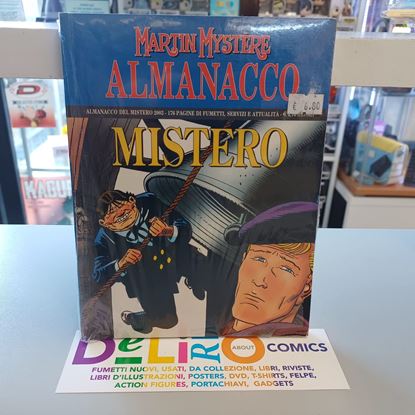 MARTIN MYSTÈRE
ALMANACCO
€ 6.00
ALMANACCO DEL MISTERO 2002 - 176 PAGINE DI FUMETTI, SERVIZI E ATTUALITÀ
MISTERO
DELIRO ABOUT COMICS
FUMETTI NUOVI, USATI, DA COLLEZIONE, LIBRI, RIVISTE,
LIBRI D'ILLUSTRAZIONI, POSTERS, DVD, T-SHIRTS, FELPE,
ACTION FIGURES, PORTACHIAVI, GADGETS